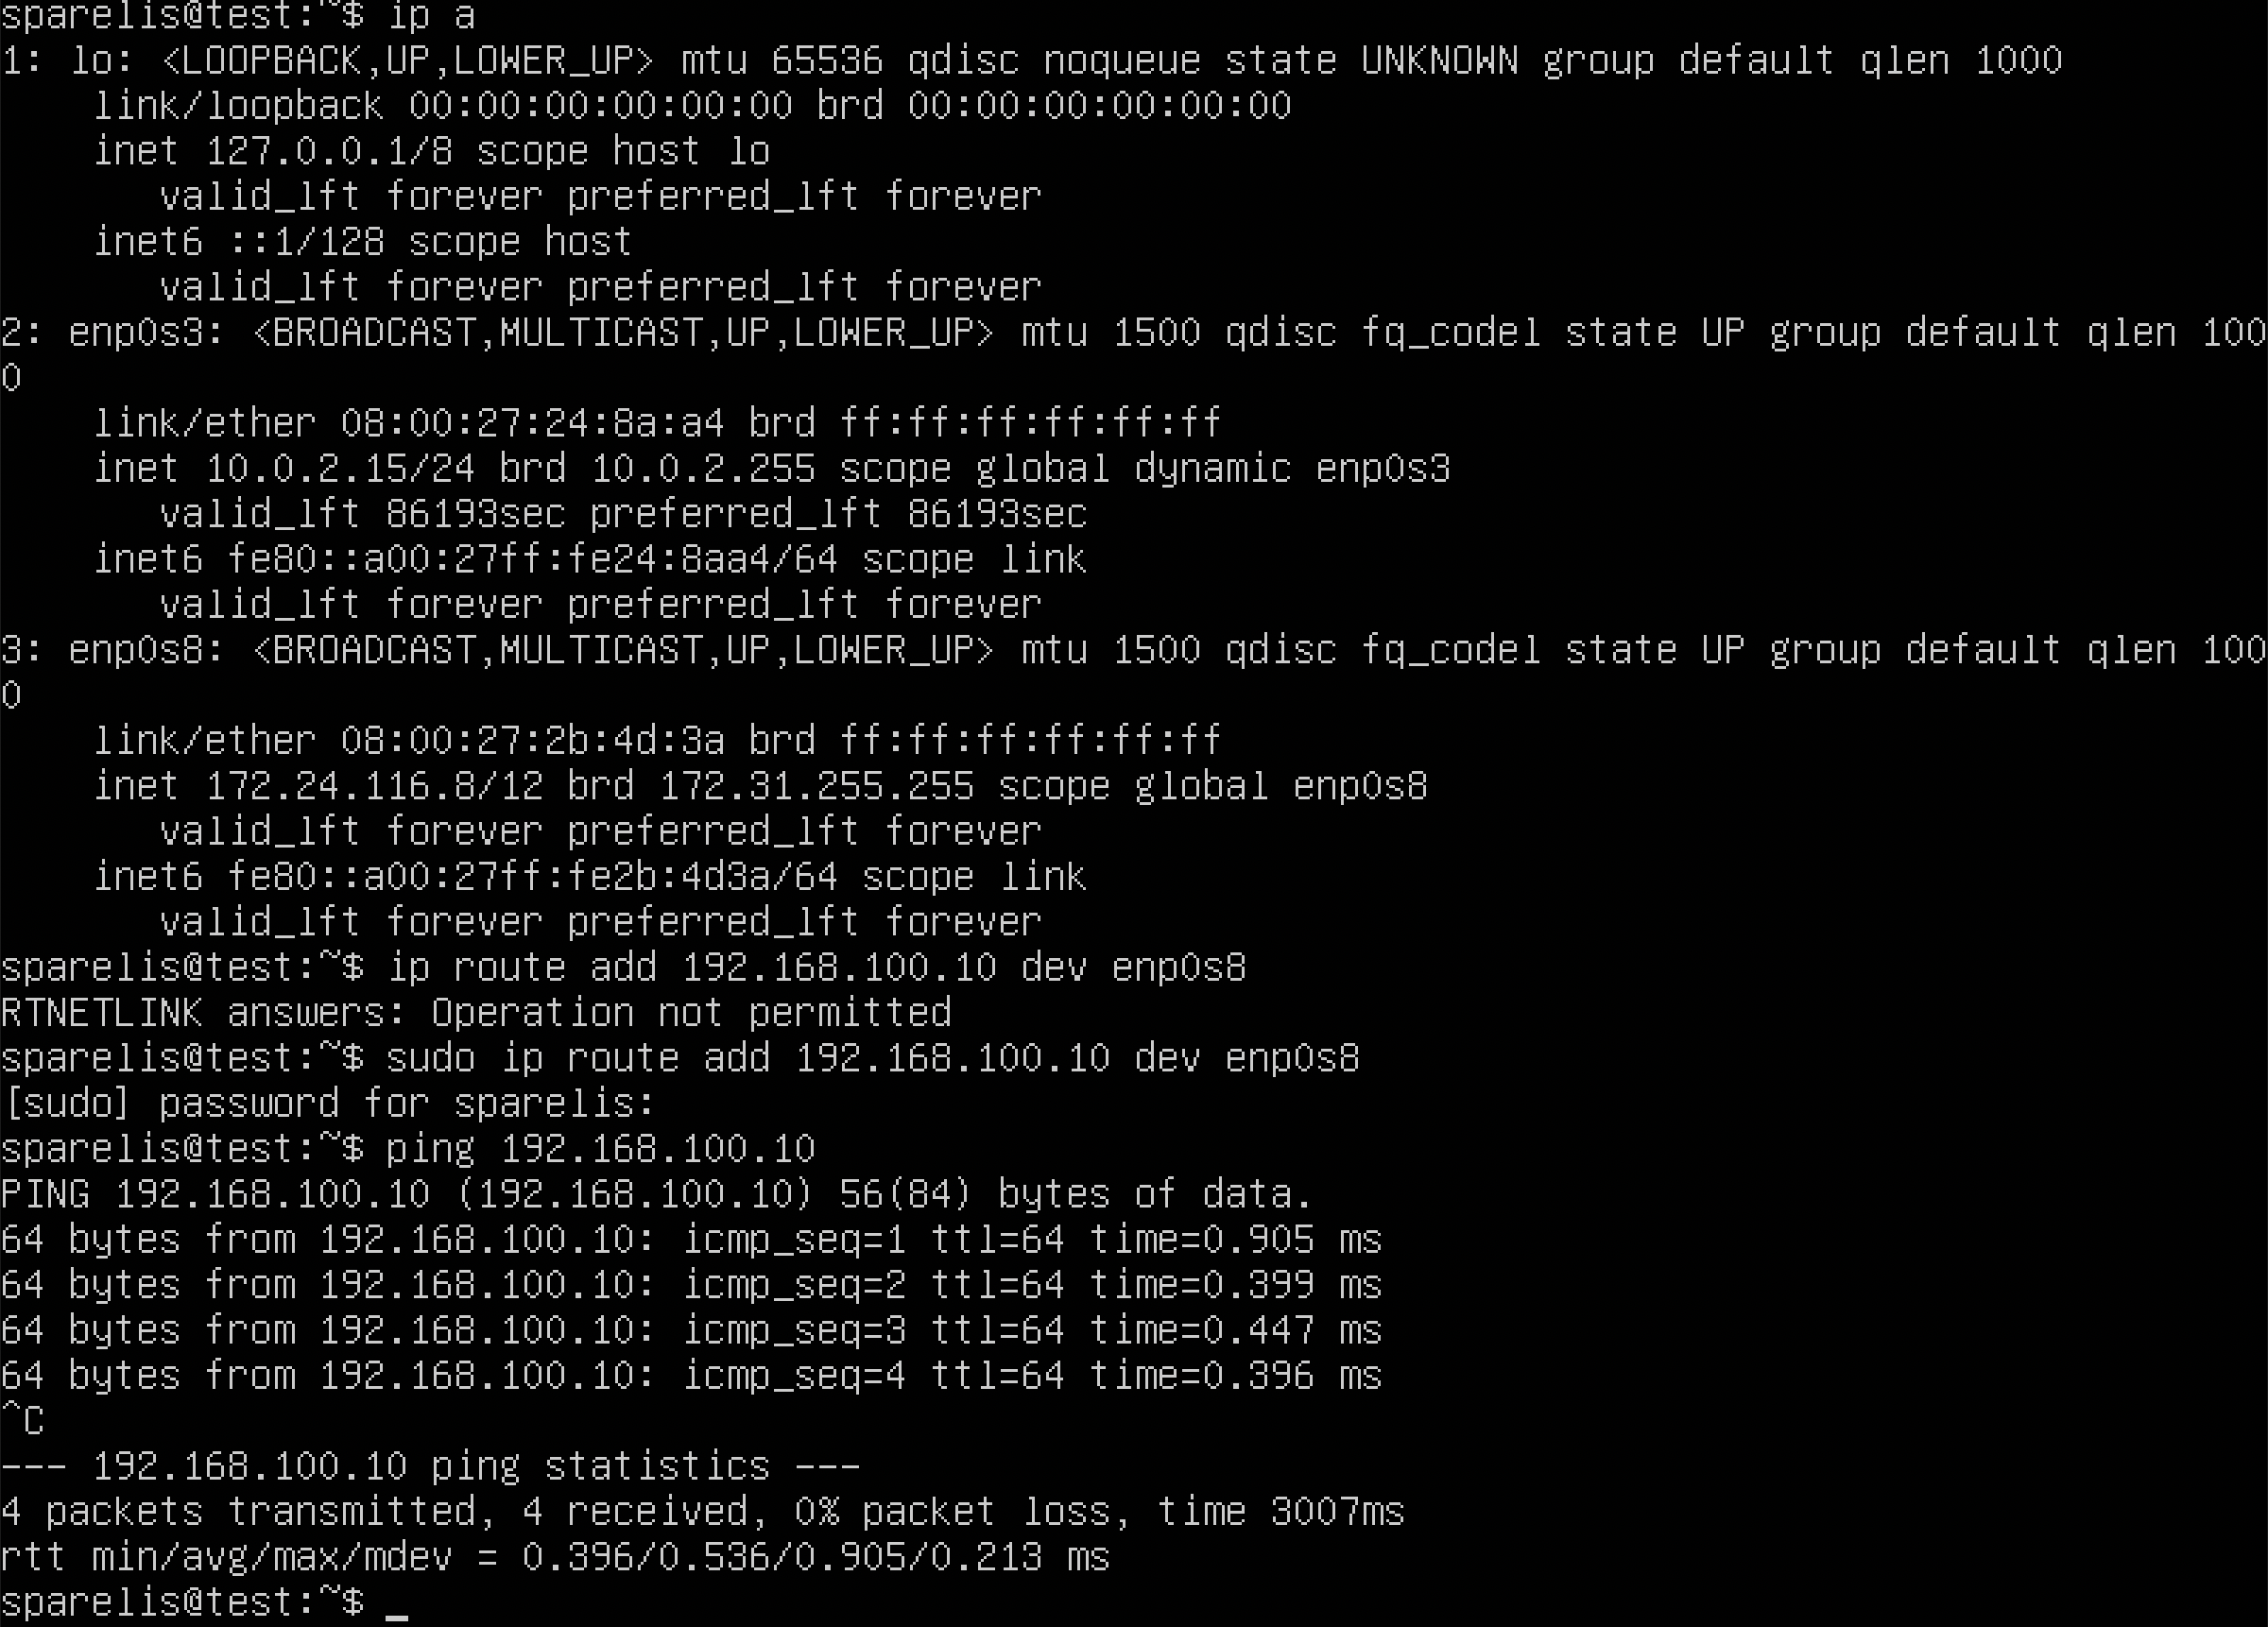 sparelis@test:~$ ip a
1: lo: <LOOPBACK,UP,LOWER_UP> mtu 65536 qdisc noqueue state UNKNOWN group default qlen 1000
    link/loopback 00:00:00:00:00:00 brd 00:00:00:00:00:00
    inet 127.0.0.1/8 scope host lo
       valid_lft forever preferred_lft forever
    inet6 ::1/128 scope host
       valid_lft forever preferred_lft forever
2: enp0s3: <BROADCAST,MULTICAST,UP,LOWER_UP> mtu 1500 qdisc fq_codel state UP group default qlen 100
0
    link/ether 08:00:27:24:8a:a4 brd ff:ff:ff:ff:ff:ff
    inet 10.0.2.15/24 brd 10.0.2.255 scope global dynamic enp0s3
       valid_lft 86193sec preferred_lft 86193sec
    inet6 fe80::a00:27ff:fe24:8aa4/64 scope link
       valid_lft forever preferred_lft forever
3: enp0s8: <BROADCAST,MULTICAST,UP,LOWER_UP> mtu 1500 qdisc fq_codel state UP group default qlen 100
0
    link/ether 08:00:27:2b:4d:3a brd ff:ff:ff:ff:ff:ff
    inet 172.24.116.8/12 brd 172.31.255.255 scope global enp0s8
       valid_lft forever preferred_lft forever
    inet6 fe80::a00:27ff:fe2b:4d3a/64 scope link
       valid_lft forever preferred_lft forever
sparelis@test:~$ ip route add 192.168.100.10 dev enp0s8
RTNETLINK answers: Operation not permitted
sparelis@test:~$ sudo ip route add 192.168.100.10 dev enp0s8
[sudo] password for sparelis:
sparelis@test:~$ ping 192.168.100.10
PING 192.168.100.10 (192.168.100.10) 56(84) bytes of data.
64 bytes from 192.168.100.10: icmp_seq=1 ttl=64 time=0.905 ms
64 bytes from 192.168.100.10: icmp_seq=2 ttl=64 time=0.399 ms
64 bytes from 192.168.100.10: icmp_seq=3 ttl=64 time=0.447 ms
64 bytes from 192.168.100.10: icmp_seq=4 ttl=64 time=0.396 ms
^C
--- 192.168.100.10 ping statistics ---
4 packets transmitted, 4 received, 0% packet loss, time 3007ms
rtt min/avg/max/mdev = 0.396/0.536/0.905/0.213 ms
sparelis@test:~$ _